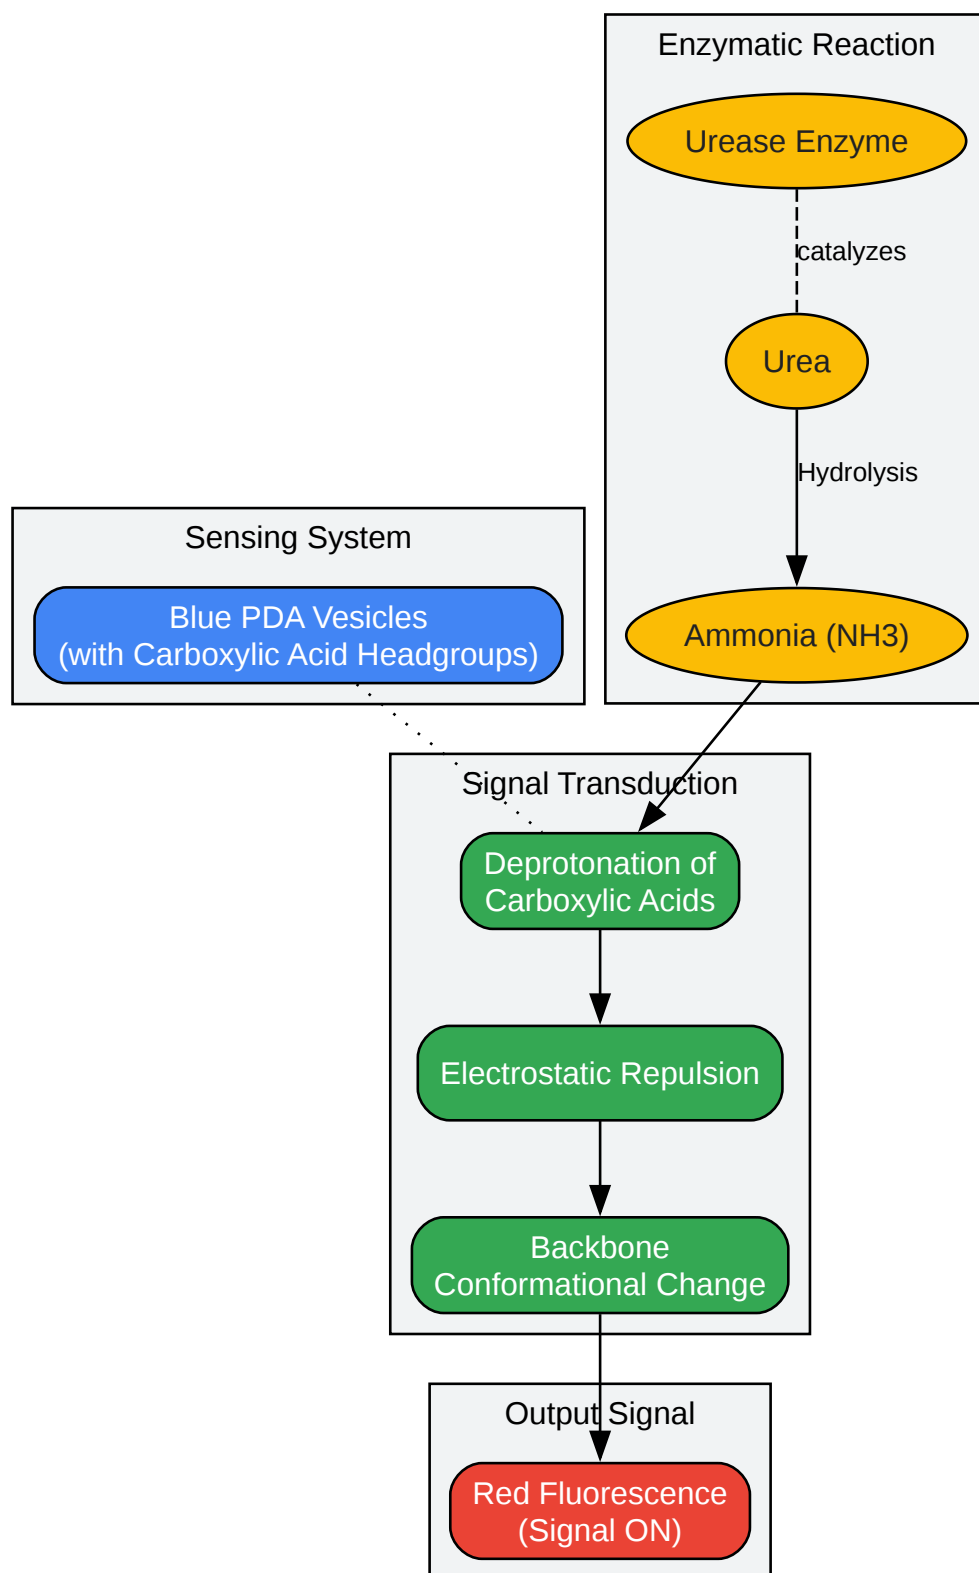 Enzymatic Reaction
Urease Enzyme
catalyzes
Urea
Hydrolysis
Ammonia (NH3)
Sensing System
Blue PDA Vesicles
(with Carboxylic Acid Headgroups)
Signal Transduction
Deprotonation of
Carboxylic Acids
Electrostatic Repulsion
Backbone
Conformational Change
Output Signal
Red Fluorescence
(Signal ON)